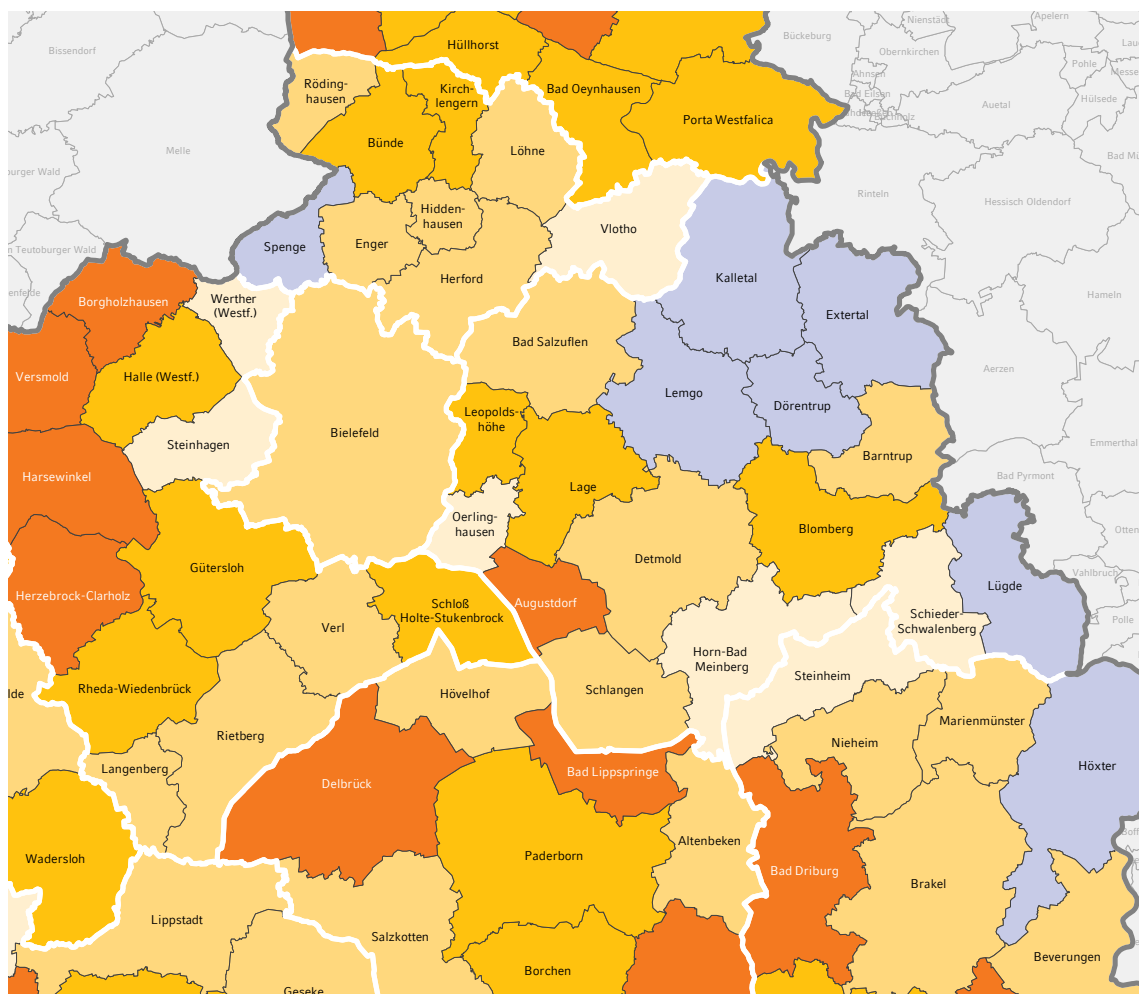 Bissendorf
Hüllhorst
Bückeburg
Nienstädt
Apelern
Obernkirchen
Pohle
Ahnsen
Bad Eilsen
Röding-
hausen
Kirch-
lengern
Bad Oeynhausen
Auetal
Hülsede
Buchholz
Porta Westfalica
Melle
Bünde
Löhne
Rinteln
Hessisch Oldendorf
Spenge
Enger
Hidden-
hausen
Vlotho
Herford
Kalletal
Hameln
Borgholzhausen
Werther
(Westf.)
Extertal
Bad Salzuflen
Aerzen
Versmold
Halle (Westf.)
Lemgo
Dörentrup
Leopolds-
höhe
Bielefeld
Steinhagen
Emmerthal
Barntrup
Harsewinkel
Bad Pyrmont
Lage
Oerling-
hausen
Blomberg
Detmold
Gütersloh
Vahlbruch
Lügde
Herzebrock-Clarholz
Augustdorf
Schloß
Holte-Stukenbrock
Schieder-
Schwalenberg
Polle
Verl
Horn-Bad
Meinberg
Steinheim
Rheda-Wiedenbrück
Hövelhof
Schlangen
Marienmünster
Rietberg
Nieheim
Höxter
Langenberg
Delbrück
Bad Lippspringe
Altenbeken
Wadersloh
Paderborn
Bad Driburg
Brakel
Lippstadt
Salzkotten
Beverungen
Borchen
Geseke